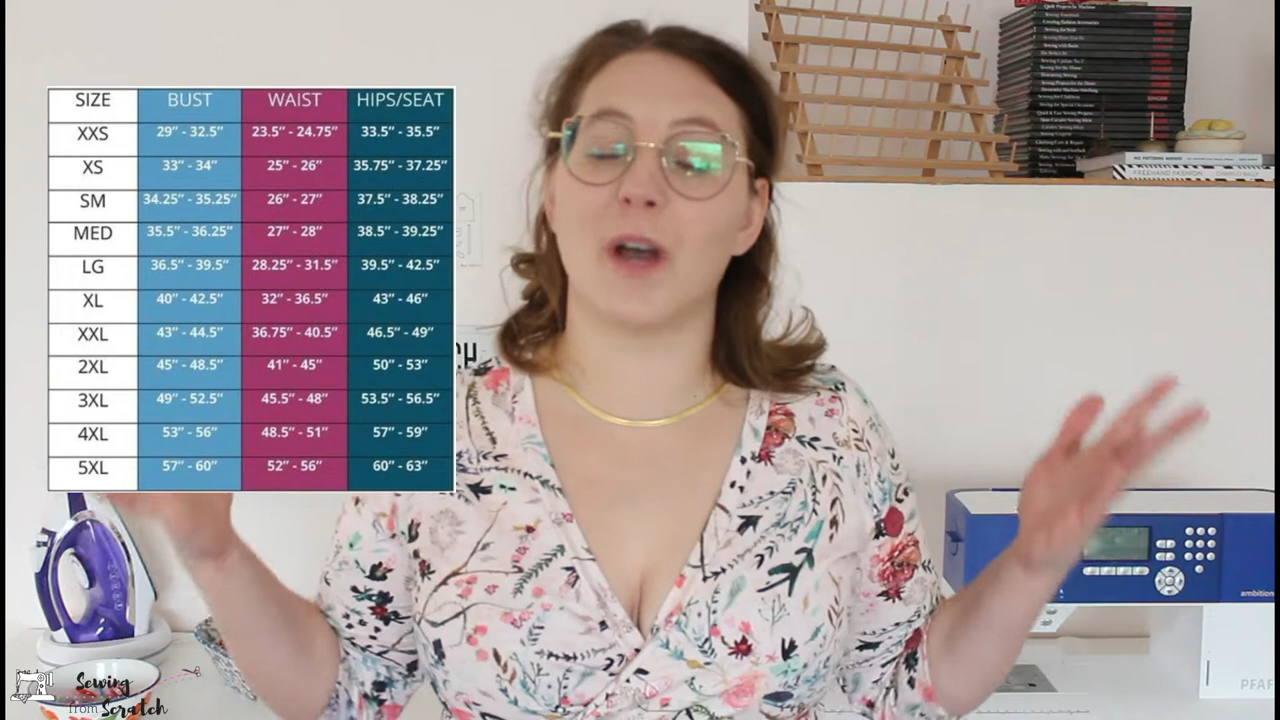 SIZE BUST WAIST HIPS/SEAT
XXS 29” - 32.5” 23.5” - 24.75” 33.5” - 35.5”
XS 33” - 34” 25” - 26” 35.75” - 37.25”
SM 34.25” - 35.25” 26” - 27” 37.5” - 38.25”
MED 35.5” - 36.25” 27” - 28” 38.5” - 39.25”
LG 36.5” - 39.5” 28.25” - 31.5” 39.5” - 42.5”
XL 40” - 42.5” 32” - 36.5” 43” - 46”
XXL 43” - 44.5” 36.75” - 40.5” 46.5” - 49”
2XL 45” - 48.5” 41” - 45” 50” - 53”
3XL 49” - 52.5” 45.5” - 48” 53.5” - 56.5”
4XL 53” - 56” 48.5” - 51” 57” - 59”
5XL 57” - 60” 52” - 56” 60” - 63”
CH
SINGER
FREEHAND FASHION
ambition
PFAF
Sewing
from Scratch